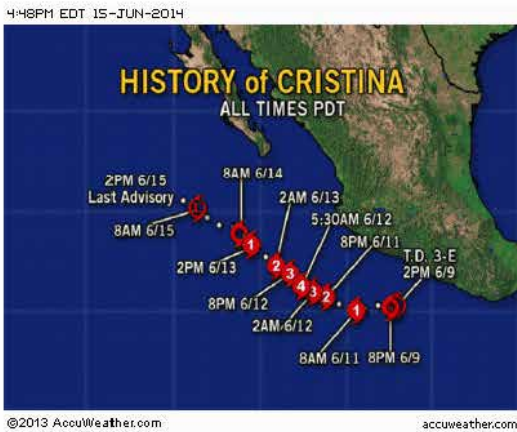 4:48PM EDT 15-JUN-2014
HISTORY of CRISTINA
ALL TIMES PDT
2PM 6/15
Last Advisory
8AM 6/14
2AM 6/13
5:30AM 6/12
8AM 6/15
8PM 6/11
T.D. 3-E
2PM 6/9
1
2PM 6/13
2
3
4
3
2
8PM 6/12
2AM 6/12
1
8AM 6/11
8PM 6/9
©2013 AccuWeather.com
accuweather.com